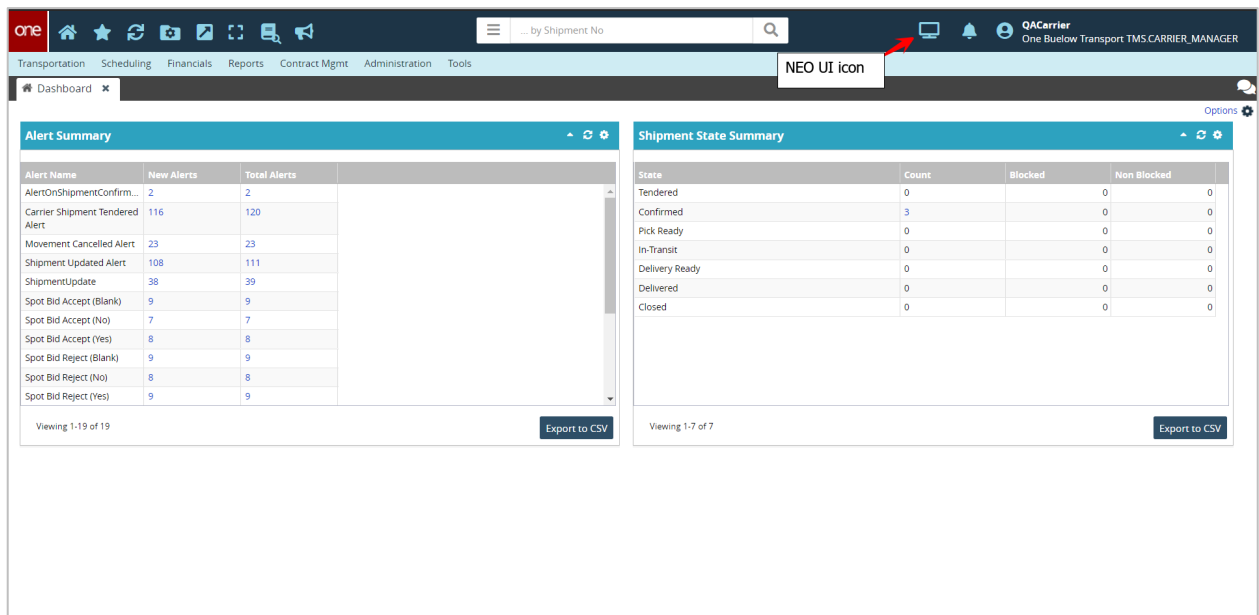 one
... by Shipment No
QACarrier
One Buelow Transport TMS.CARRIER_MANAGER
Transportation Scheduling Financials Reports Contract Mgmt Administration Tools
NEO UI icon
Dashboard
Options
Alert Summary
Alert Name New Alerts Total Alerts
AlertOnShipmentConfirm... 2 2
Carrier Shipment Tendered 116 120
Alert
Movement Cancelled Alert 23 23
Shipment Updated Alert 108 111
ShipmentUpdate 38 39
Spot Bid Accept (Blank) 9 9
Spot Bid Accept (No) 7 7
Spot Bid Accept (Yes) 8 8
Spot Bid Reject (Blank) 9 9
Spot Bid Reject (No) 8 8
Spot Bid Reject (Yes) 9 9
Viewing 1-19 of 19
Export to CSV
Shipment State Summary
State Count Blocked Non Blocked
Tendered 0 0 0
Confirmed 3 0 0
Pick Ready 0 0 0
In-Transit 0 0 0
Delivery Ready 0 0 0
Delivered 0 0 0
Closed 0 0 0
Viewing 1-7 of 7
Export to CSV